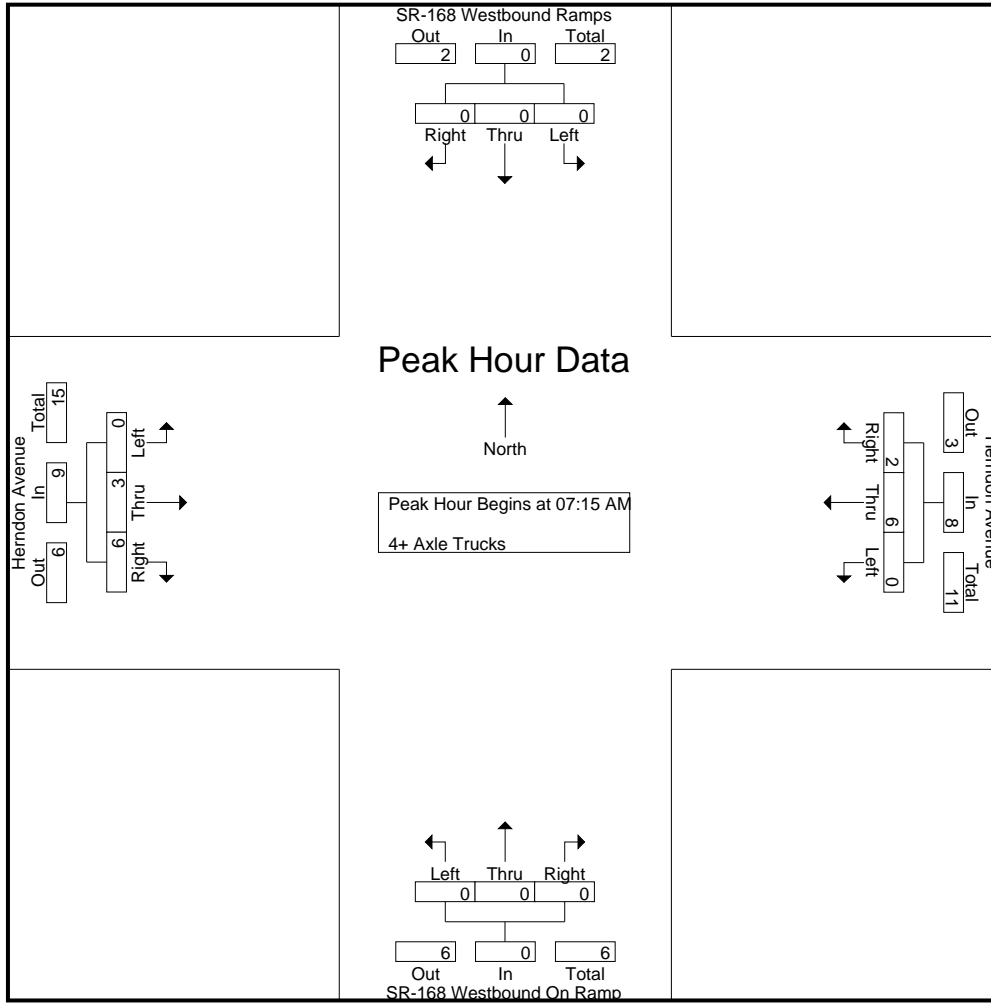 SR-168 Westbound Ramps
Out In Total
2 0 2
0 0 0
Right Thru Left
Peak Hour Data
North
Peak Hour Begins at 07:15 AM
4+ Axle Trucks
Herndon Avenue
Out In Total
6 9 15
0 3 6
Left Thru Right
Herndon Avenue
Out In Total
3 8 11
2 6 0
Right Thru Left
Left Thru Right
0 0 0
6 0 6
Out In Total
SR-168 Westbound On Ramp